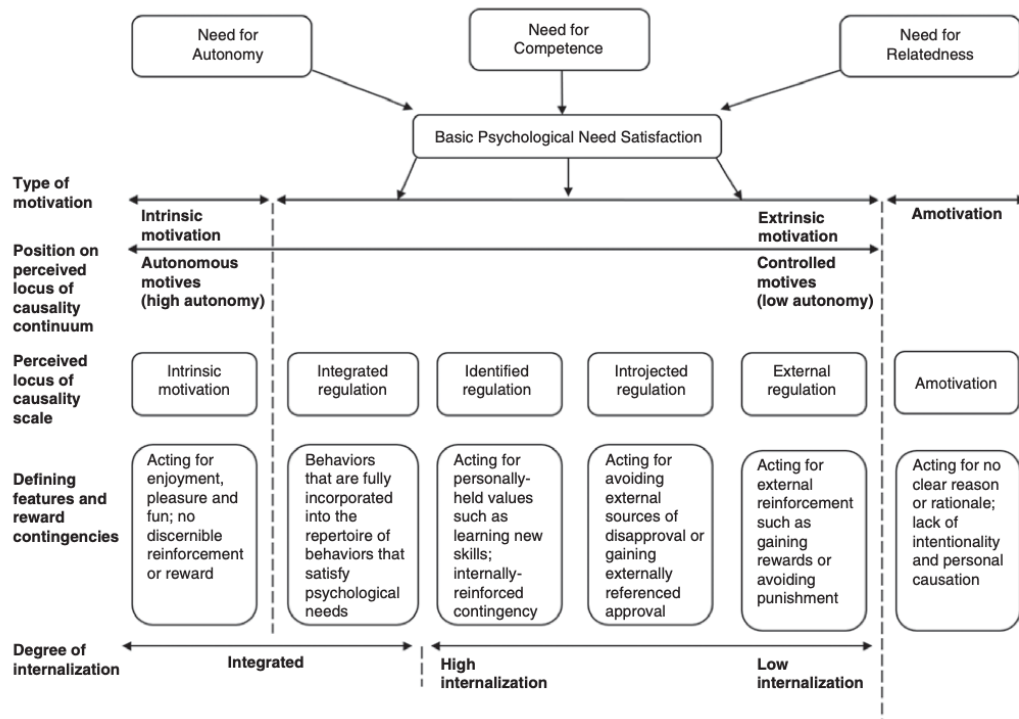 Need for
Autonomy
Need for
Competence
Need for
Relatedness
Basic Psychological Need Satisfaction
Type of
motivation
Intrinsic
motivation
Extrinsic
motivation
Amotivation
Position on
perceived
locus of
causality
continuum
Autonomous
motives
(high autonomy)
Controlled
motives
(low autonomy)
Perceived
locus of
causality
scale
Intrinsic
motivation
Integrated
regulation
Identified
regulation
Introjected
regulation
External
regulation
Amotivation
Defining
features and
reward
contingencies
Acting for
enjoyment,
pleasure and
fun; no
discernible
reinforcement
or reward
Behaviors
that are fully
incorporated
into the
repertoire of
behaviors that
satisfy
psychological
needs
Acting for
personally-
held values
such as
learning new
skills;
internally-
reinforced
contingency
Acting for
avoiding
external
sources of
disapproval or
gaining
externally
referenced
approval
Acting for
external
reinforcement
such as
gaining
rewards or
avoiding
punishment
Acting for no
clear reason
or rationale;
lack of
intentionality
and personal
causation
Degree of
internalization
Integrated
High
internalization
Low
internalization